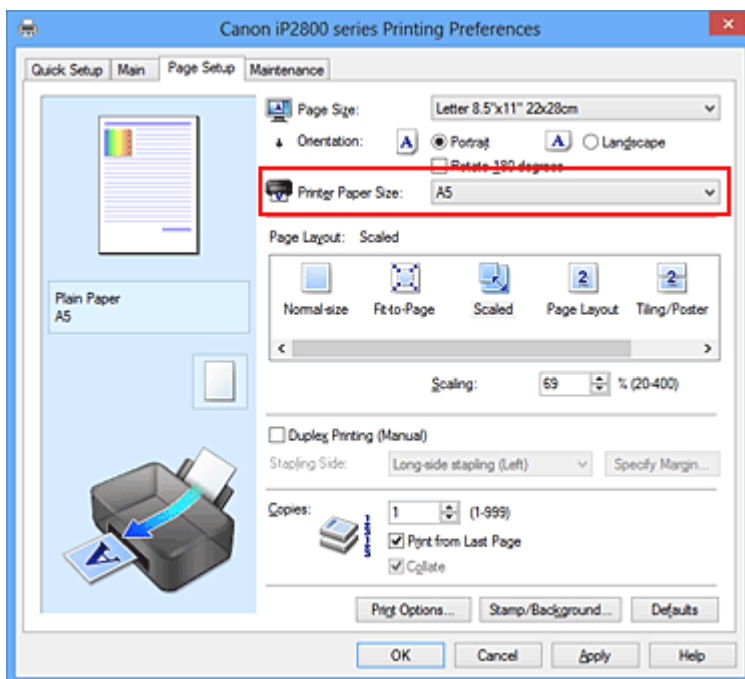 Canon iP2800 series Printing Preferences
Quick Setup Main Page Setup Maintenance
Page Size: Letter 8.5"x11" 22x28cm
Orientation: A Portrait A Landscape
Rotate 180 degrees
Printer Paper Size: A5
Page Layout: Scaled
Plain Paper
A5
2 2
Normal-size Fit-to-Page Scaled Page Layout Tiling/Poster
Scaling: 69 % (20-400)
Duplex Printing (Manual)
Stapling Side: Long-side stapling (Left) Specify Margin...
Copies: 1 (1-999)
Print from Last Page
Collate
A
Print Options... Stamp/Background... Defaults
OK Cancel Apply Help